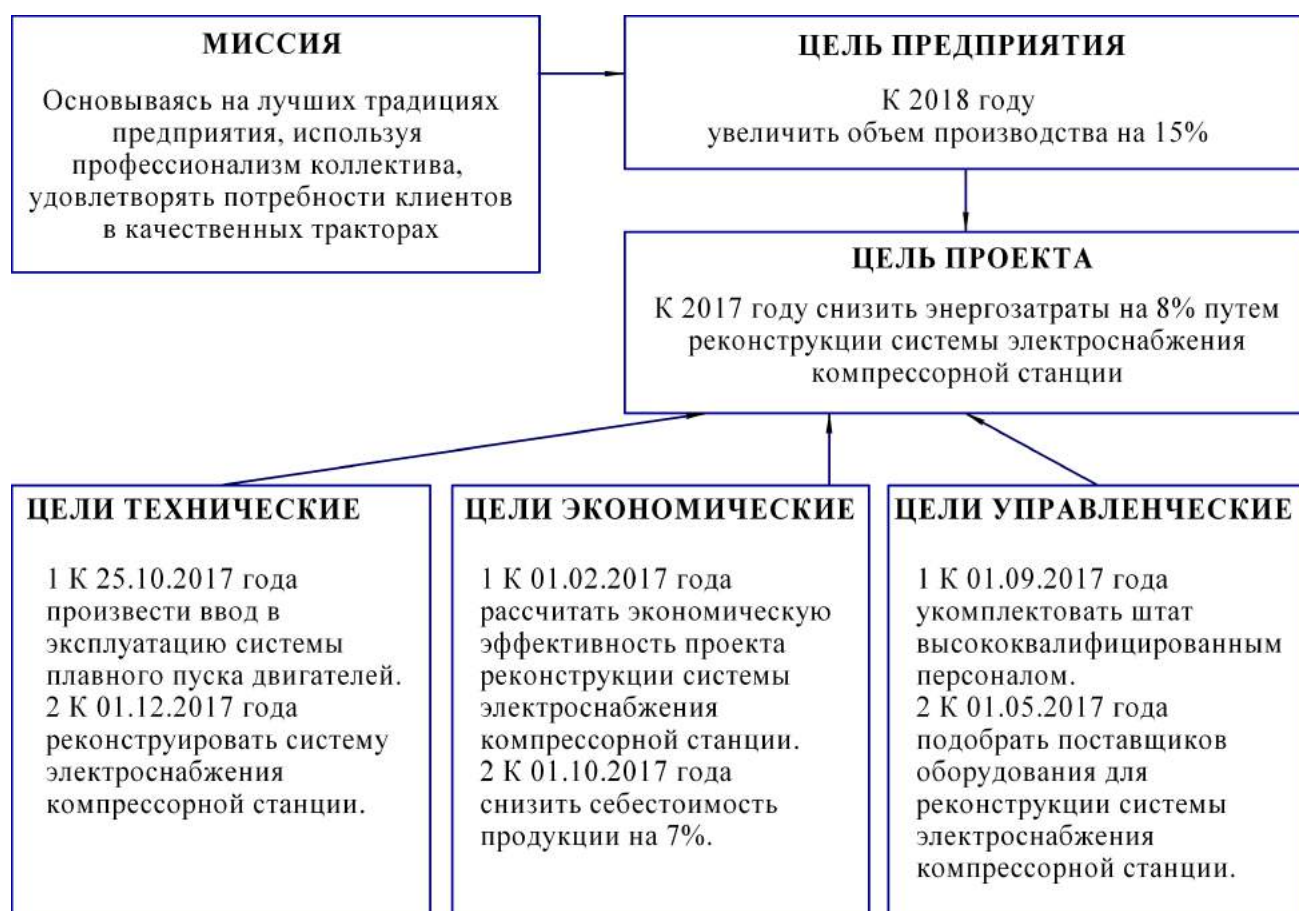 МИССИЯ
Основываясь на лучших традициях
предприятия, используя
профессионализм коллектива,
удовлетворять потребности клиентов
в качественных тракторах
ЦЕЛЬ ПРЕДПРИЯТИЯ
К 2018 году
увеличить объем производства на 15%
ЦЕЛЬ ПРОЕКТА
К 2017 году снизить энергозатраты на 8% путем
реконструкции системы электроснабжения
компрессорной станции
ЦЕЛИ ТЕХНИЧЕСКИЕ
1 К 25.10.2017 года
произвести ввод в
эксплуатацию системы
плавного пуска двигателей.
2 К 01.12.2017 года
реконструировать систему
электроснабжения
компрессорной станции.
ЦЕЛИ ЭКОНОМИЧЕСКИЕ
1 К 01.02.2017 года
рассчитать экономическую
эффективность проекта
реконструкции системы
электроснабжения
компрессорной станции.
2 К 01.10.2017 года
снизить себестоимость
продукции на 7%.
ЦЕЛИ УПРАВЛЕНЧЕСКИЕ
1 К 01.09.2017 года
укомплектовать штат
высококвалифицированным
персоналом.
2 К 01.05.2017 года
подобрать поставщиков
оборудования для
реконструкции системы
электроснабжения
компрессорной станции.